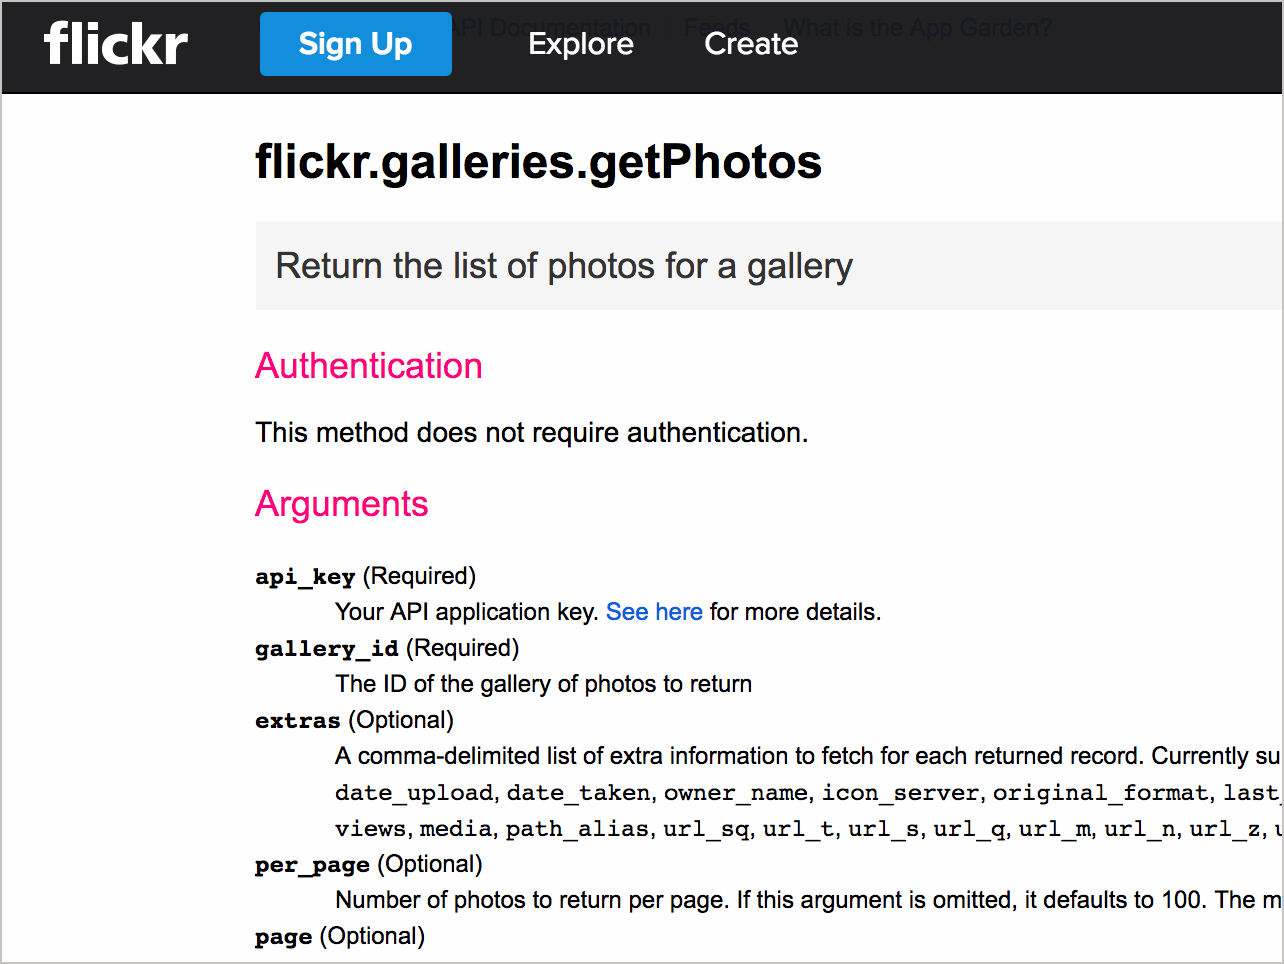 flickr
Sign Up
Explore
Create
API Documentation
Feeds
What is the App Garden?
flickr.galleries.getPhotos
Return the list of photos for a gallery
Authentication
This method does not require authentication.
Arguments
api_key (Required)
Your API application key. See here for more details.
gallery_id (Required)
The ID of the gallery of photos to return
extras (Optional)
A comma-delimited list of extra information to fetch for each returned record. Currently su
date_upload, date_taken, owner_name, icon_server, original_format, last_
views, media, path_alias, url_sq, url_t, url_s, url_q, url_m, url_n, url_z, u
per_page (Optional)
Number of photos to return per page. If this argument is omitted, it defaults to 100. The m
page (Optional)